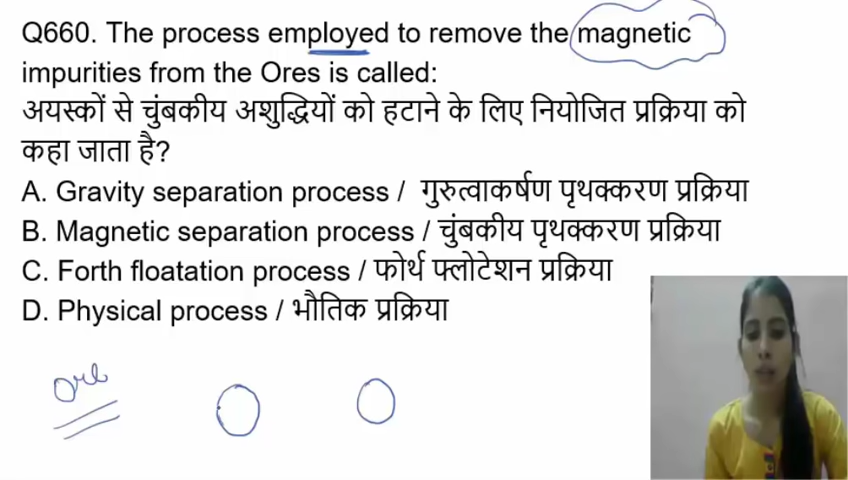 Q660. The process employed to remove the magnetic
impurities from the Ores is called:
अयस्कों से चुंबकीय अशुद्धियों को हटाने के लिए नियोजित प्रक्रिया को
कहा जाता है?
A. Gravity separation process / गुरुत्वाकर्षण पृथक्करण प्रक्रिया
B. Magnetic separation process / चुंबकीय पृथक्करण प्रक्रिया
C. Forth floatation process / फोर्थ फ्लोटेशन प्रक्रिया
D. Physical process / भौतिक प्रक्रिया
Ore